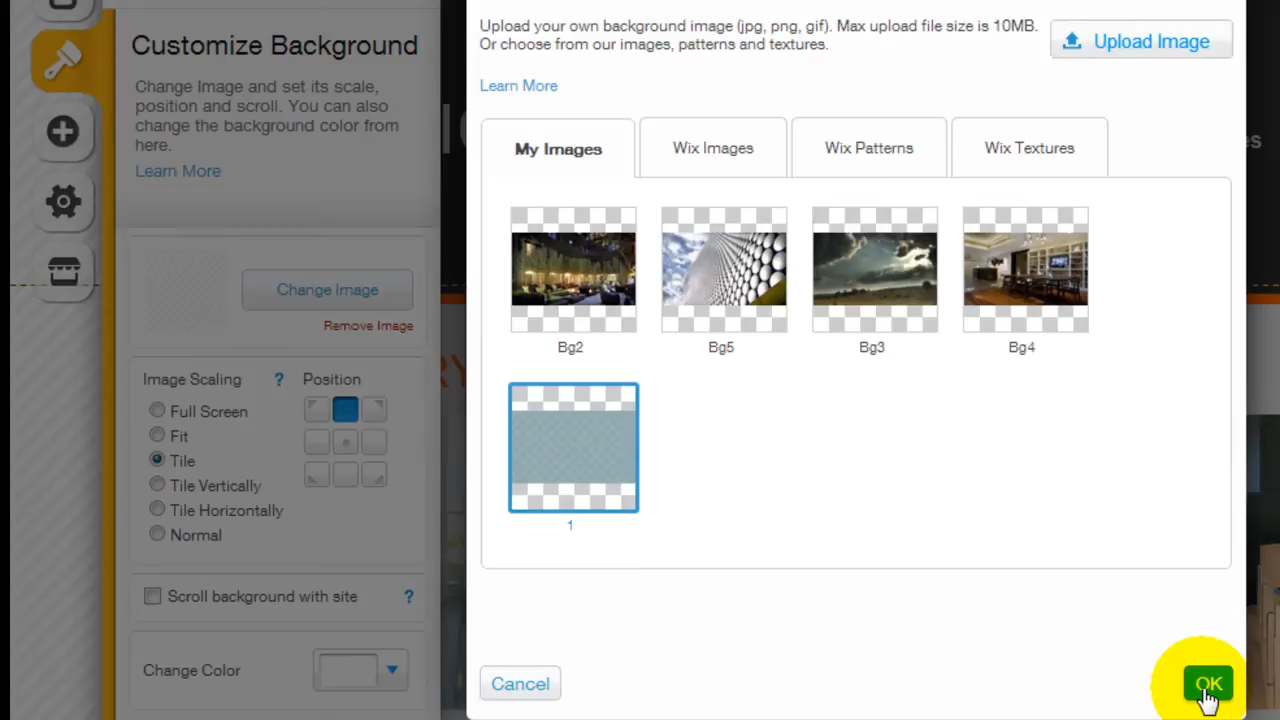 Customize Background
Change Image and set its scale,
position and scroll. You can also
change the background color from
here.
Learn More
Change Image
Remove Image
Image Scaling ? Position
Full Screen
Fit
Tile
Tile Vertically
Tile Horizontally
Normal
Scroll background with site ?
Change Color
Upload your own background image (jpg, png, gif). Max upload file size is 10MB.
Or choose from our images, patterns and textures.
Upload Image
Learn More
My Images
Wix Images
Wix Patterns
Wix Textures
Bg2
Bg5
Bg3
Bg4
1
Cancel
OK